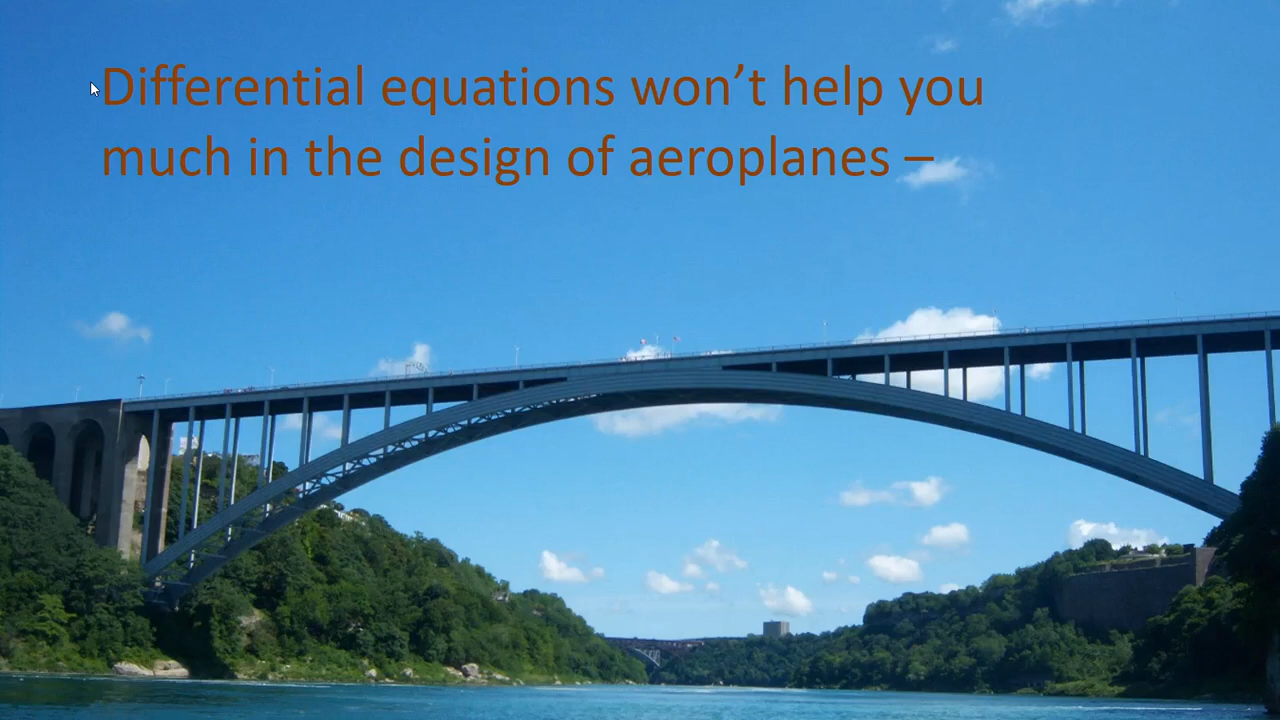 Differential equations won’t help you
much in the design of aeroplanes –